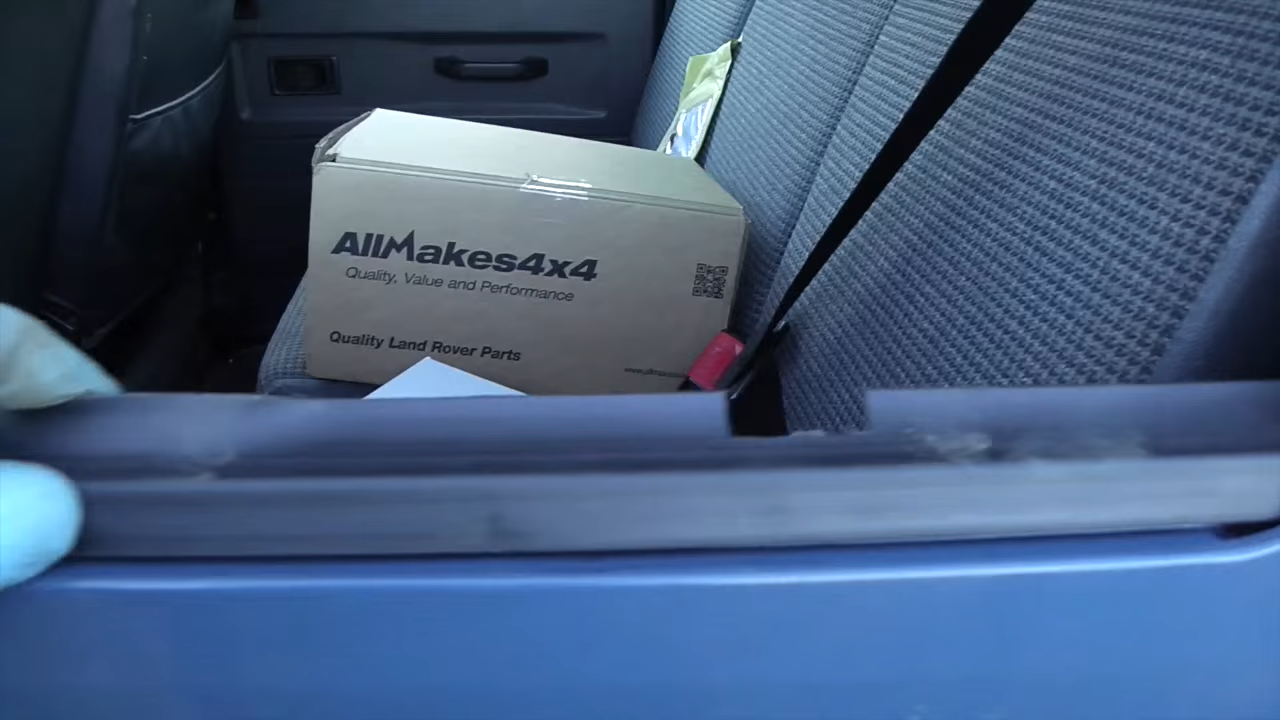 AllMakes4x4
Quality, Value and Performance
Quality Land Rover Parts